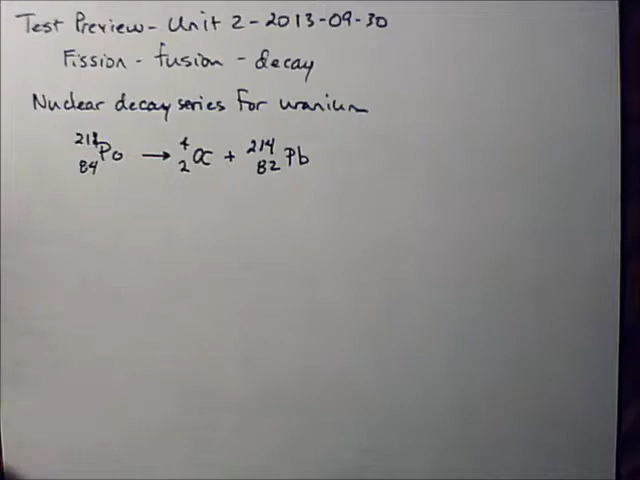 Test Preview - Unit 2 - 2013-09-30
Fission - fusion - decay
Nuclear decay series for uranium
²¹⁸₈₄Po → ⁴₂α + ²¹⁴₈₂Pb